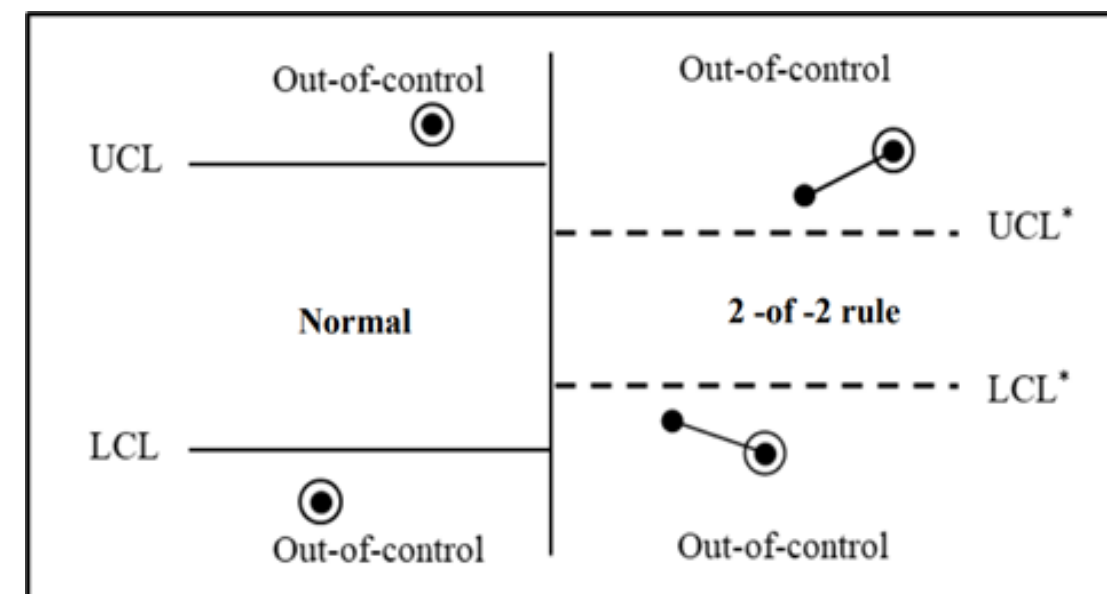 Out-of-control
Out-of-control
UCL
UCL*
Normal
2 -of -2 rule
LCL*
LCL
Out-of-control
Out-of-control